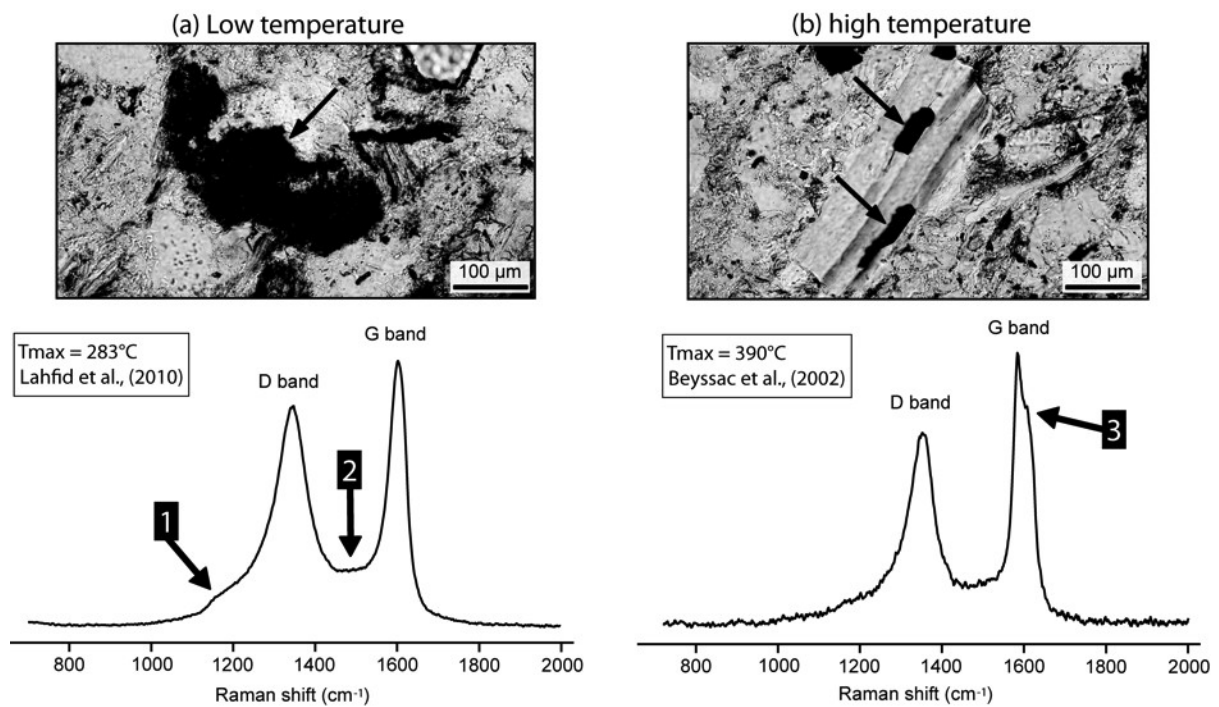 (a) Low temperature
100 µm
Tmax = 283°C
Lahfid et al., (2010)
G band
D band
2
1
800 1000 1200 1400 1600 1800 2000
Raman shift (cm-1)
(b) high temperature
100 µm
Tmax = 390°C
Beyssac et al., (2002)
G band
D band
3
800 1000 1200 1400 1600 1800 2000
Raman shift (cm-1)